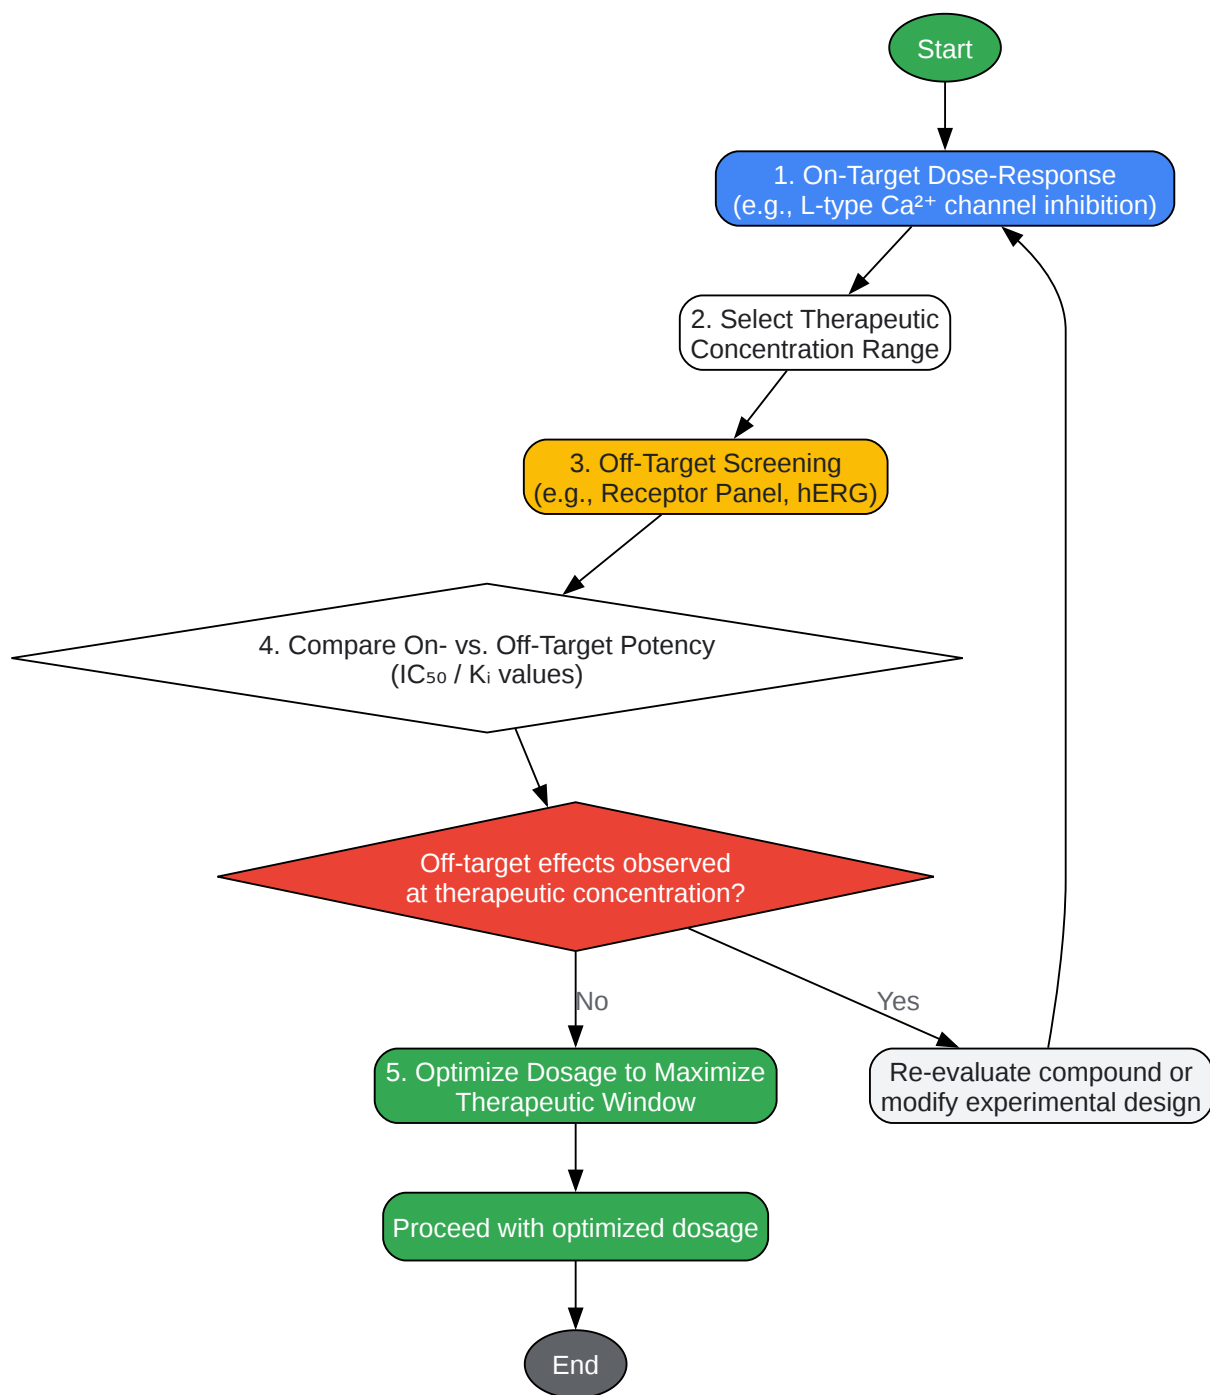 Start
1. On-Target Dose-Response
(e.g., L-type Ca²⁺ channel inhibition)
2. Select Therapeutic
Concentration Range
3. Off-Target Screening
(e.g., Receptor Panel, hERG)
4. Compare On- vs. Off-Target Potency
(IC₅₀ / Kᵢ values)
Off-target effects observed
at therapeutic concentration?
No
Yes
5. Optimize Dosage to Maximize
Therapeutic Window
Re-evaluate compound or
modify experimental design
Proceed with optimized dosage
End